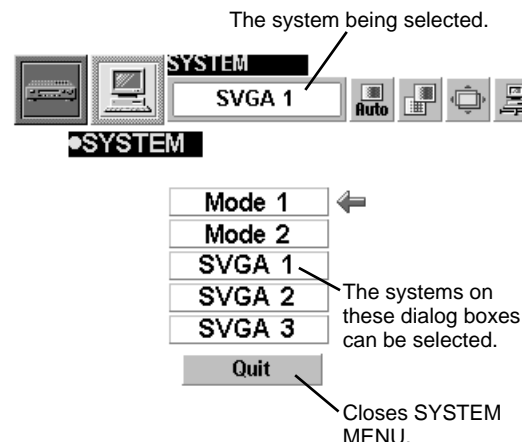 The system being selected.
SYSTEM
SVGA 1
Auto
●SYSTEM
Mode 1
Mode 2
SVGA 1
SVGA 2
SVGA 3
The systems on
these dialog boxes
can be selected.
Quit
Closes SYSTEM
MENU.